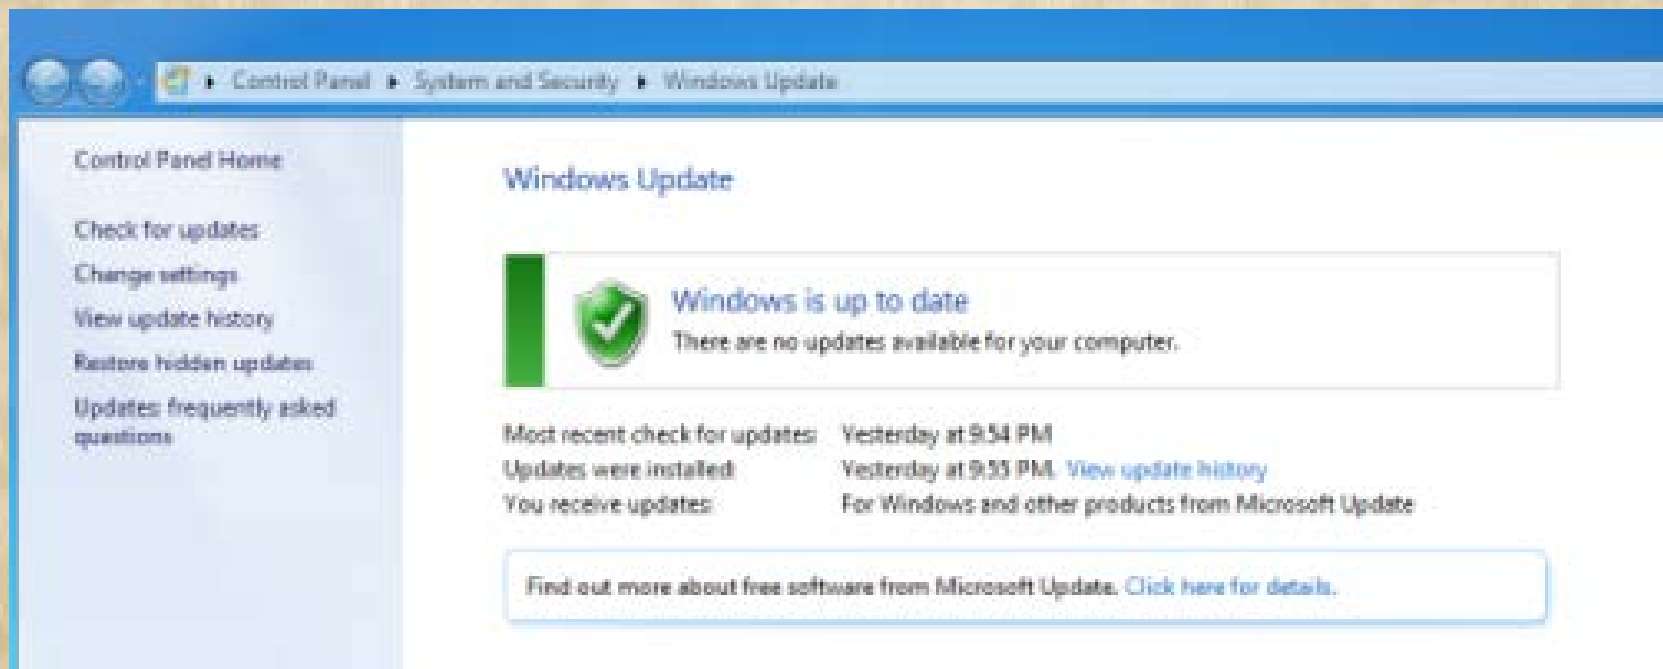 Control Panel ▸ System and Security ▸ Windows Update
Control Panel Home
Check for updates
Change settings
View update history
Restore hidden updates
Updates: frequently asked
questions
Windows Update
Windows is up to date
There are no updates available for your computer.
Most recent check for updates: Yesterday at 9:54 PM
Updates were installed: Yesterday at 9:55 PM. View update history
You receive updates: For Windows and other products from Microsoft Update
Find out more about free software from Microsoft Update. Click here for details.